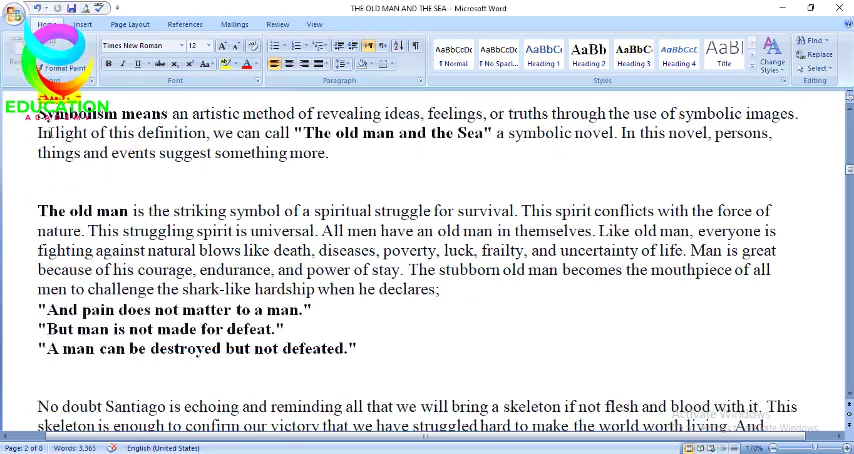 THE OLD MAN AND THE SEA - Microsoft Word
Home Insert Page Layout References Mailings Review View
Times New Roman 12
Format Paint
Font Paragraph Styles Editing
AaBbCcDc AaBbCcDc AaBbC AaBb AaBbC AaBbCcL AaBl
¶ Normal ¶ No Spaci... Heading 1 Heading 2 Heading 3 Heading 4 Title
Change Styles
Find
Replace
Select
EDUCATION
ACADEMY
Symbolism means an artistic method of revealing ideas, feelings, or truths through the use of symbolic images.
In light of this definition, we can call "The old man and the Sea" a symbolic novel. In this novel, persons,
things and events suggest something more.
The old man is the striking symbol of a spiritual struggle for survival. This spirit conflicts with the force of
nature. This struggling spirit is universal. All men have an old man in themselves. Like old man, everyone is
fighting against natural blows like death, diseases, poverty, luck, frailty, and uncertainty of life. Man is great
because of his courage, endurance, and power of stay. The stubborn old man becomes the mouthpiece of all
men to challenge the shark-like hardship when he declares;
"And pain does not matter to a man."
"But man is not made for defeat."
"A man can be destroyed but not defeated."
No doubt Santiago is echoing and reminding all that we will bring a skeleton if not flesh and blood with it. This
skeleton is enough to confirm our victory that we have struggled hard to make the world worth living. And
Activate Windows
Page: 2 of 8 Words: 3,365 English (United States) 170%